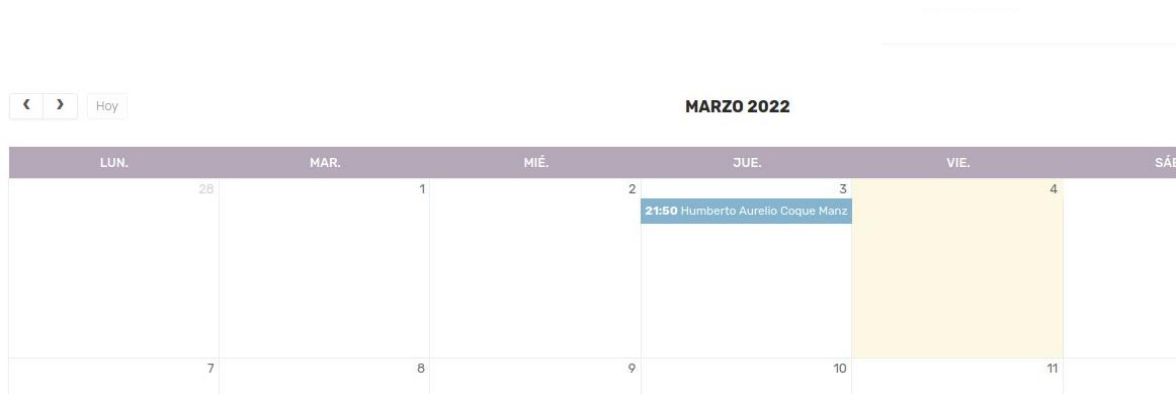 Hoy
MARZO 2022
LUN. MAR. MIÉ. JUE. VIE. SÁB
28 1 2 3 4
21:50 Humberto Aurelio Coque Manz
7 8 9 10 11